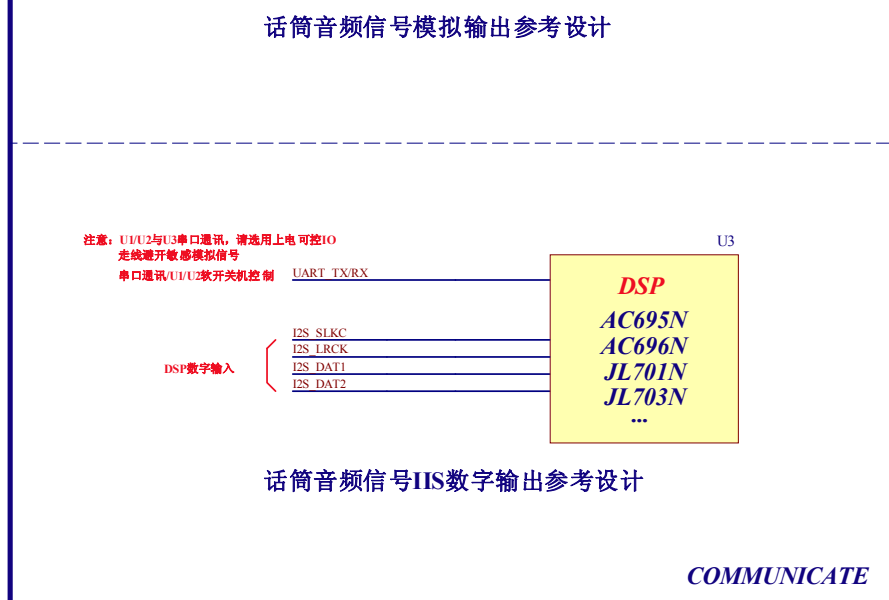 话筒音频信号模拟输出参考设计
注意：U1/U2与U3串口通讯，请选用上电可控IO
走线避开敏感模拟信号
串口通讯/U1/U2软开关机控制
UART_TX/RX
U3
DSP
AC695N
AC696N
JL701N
JL703N
...
I2S_SLKC
I2S_LRCK
I2S_DAT1
I2S_DAT2
DSP数字输入
话筒音频信号IIS数字输出参考设计
COMMUNICATE